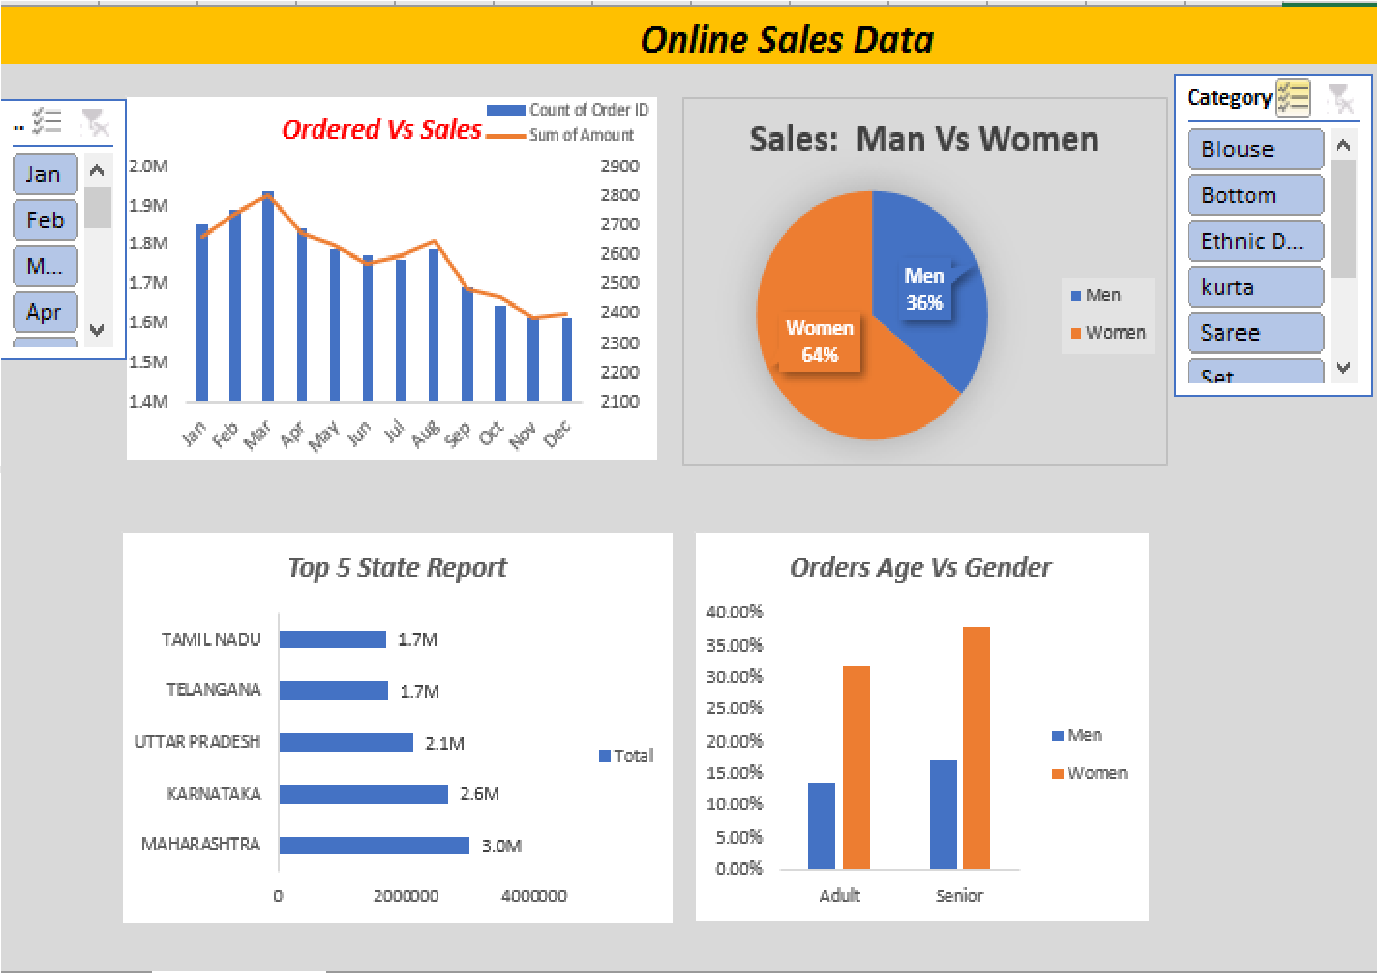 Online Sales Data
..
Jan
Feb
M...
Apr
Ordered Vs Sales
Count of Order ID
Sum of Amount
2.0M
1.9M
1.8M
1.7M
1.6M
1.5M
1.4M
2900
2800
2700
2600
2500
2400
2300
2200
2100
Jan Feb Mar Apr May Jun Jul Aug Sep Oct Nov Dec
Sales: Man Vs Women
Men
36%
Women
64%
Men
Women
Category
Blouse
Bottom
Ethnic D...
kurta
Saree
Set
Top 5 State Report
TAMIL NADU 1.7M
TELANGANA 1.7M
UTTAR PRADESH 2.1M
KARNATAKA 2.6M
MAHARASHTRA 3.0M
0 2000000 4000000
Total
Orders Age Vs Gender
40.00%
35.00%
30.00%
25.00%
20.00%
15.00%
10.00%
5.00%
0.00%
Adult Senior
Men
Women